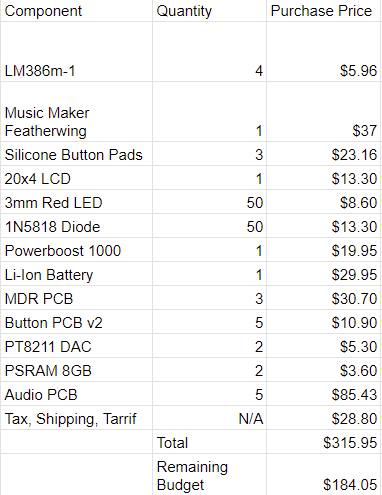 Component Quantity Purchase Price
LM386m-1 4 $5.96
Music Maker
Featherwing 1 $37
Silicone Button Pads 3 $23.16
20x4 LCD 1 $13.30
3mm Red LED 50 $8.60
1N5818 Diode 50 $13.30
Powerboost 1000 1 $19.95
Li-Ion Battery 1 $29.95
MDR PCB 3 $30.70
Button PCB v2 5 $10.90
PT8211 DAC 2 $5.30
PSRAM 8GB 2 $3.60
Audio PCB 5 $85.43
Tax, Shipping, Tarrif N/A $28.80
Total $315.95
Remaining
Budget $184.05